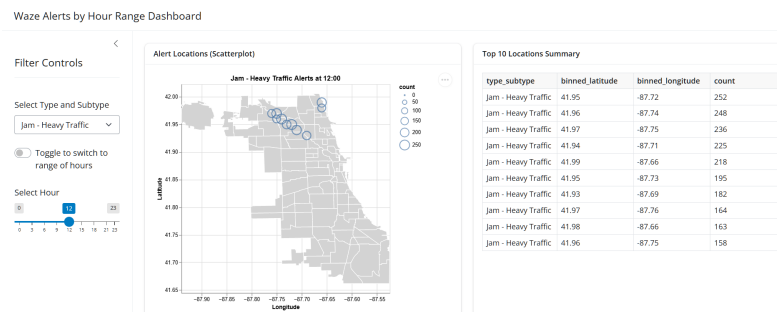 Waze Alerts by Hour Range Dashboard
Filter Controls
Select Type and Subtype
Jam - Heavy Traffic
Toggle to switch to
range of hours
Select Hour
0 12 23
0 3 6 9 12 15 18 21 23
Alert Locations (Scatterplot)
Jam - Heavy Traffic Alerts at 12:00
count
0
50
100
150
200
250
Latitude
42.00
41.95
41.90
41.85
41.80
41.75
41.70
41.65
-87.90 -87.85 -87.80 -87.75 -87.70 -87.65 -87.60 -87.55
Longitude
Top 10 Locations Summary
type_subtype binned_latitude binned_longitude count
Jam - Heavy Traffic 41.95 -87.72 252
Jam - Heavy Traffic 41.96 -87.74 248
Jam - Heavy Traffic 41.97 -87.75 236
Jam - Heavy Traffic 41.94 -87.71 225
Jam - Heavy Traffic 41.99 -87.66 218
Jam - Heavy Traffic 41.95 -87.73 195
Jam - Heavy Traffic 41.93 -87.69 182
Jam - Heavy Traffic 41.97 -87.76 164
Jam - Heavy Traffic 41.98 -87.66 163
Jam - Heavy Traffic 41.96 -87.75 158